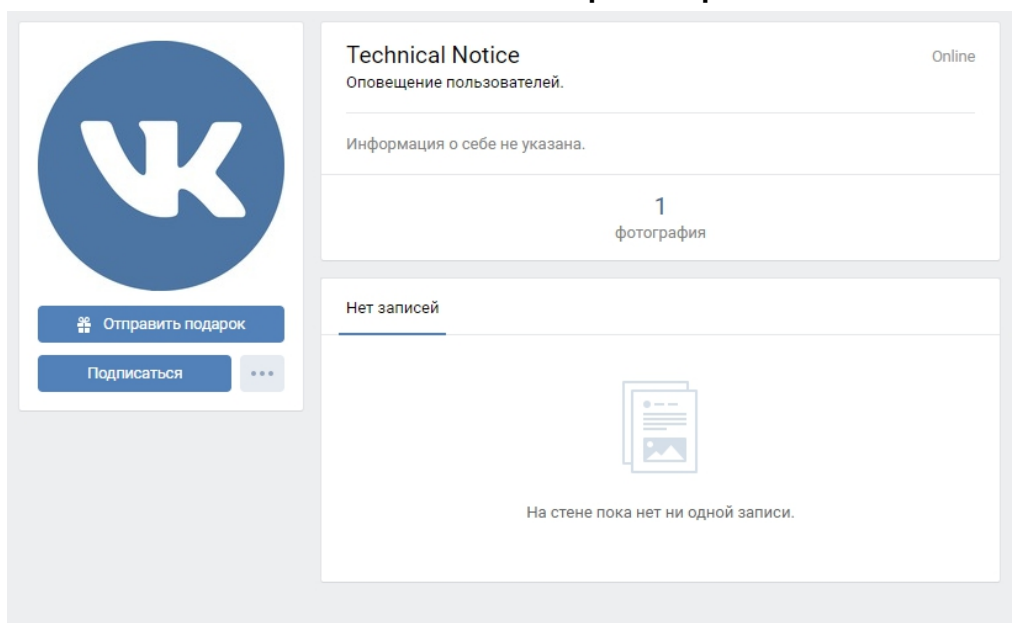 Technical Notice
Online
Оповещение пользователей.
Информация о себе не указана.
1
фотография
Отправить подарок
Подписаться
Нет записей
На стене пока нет ни одной записи.